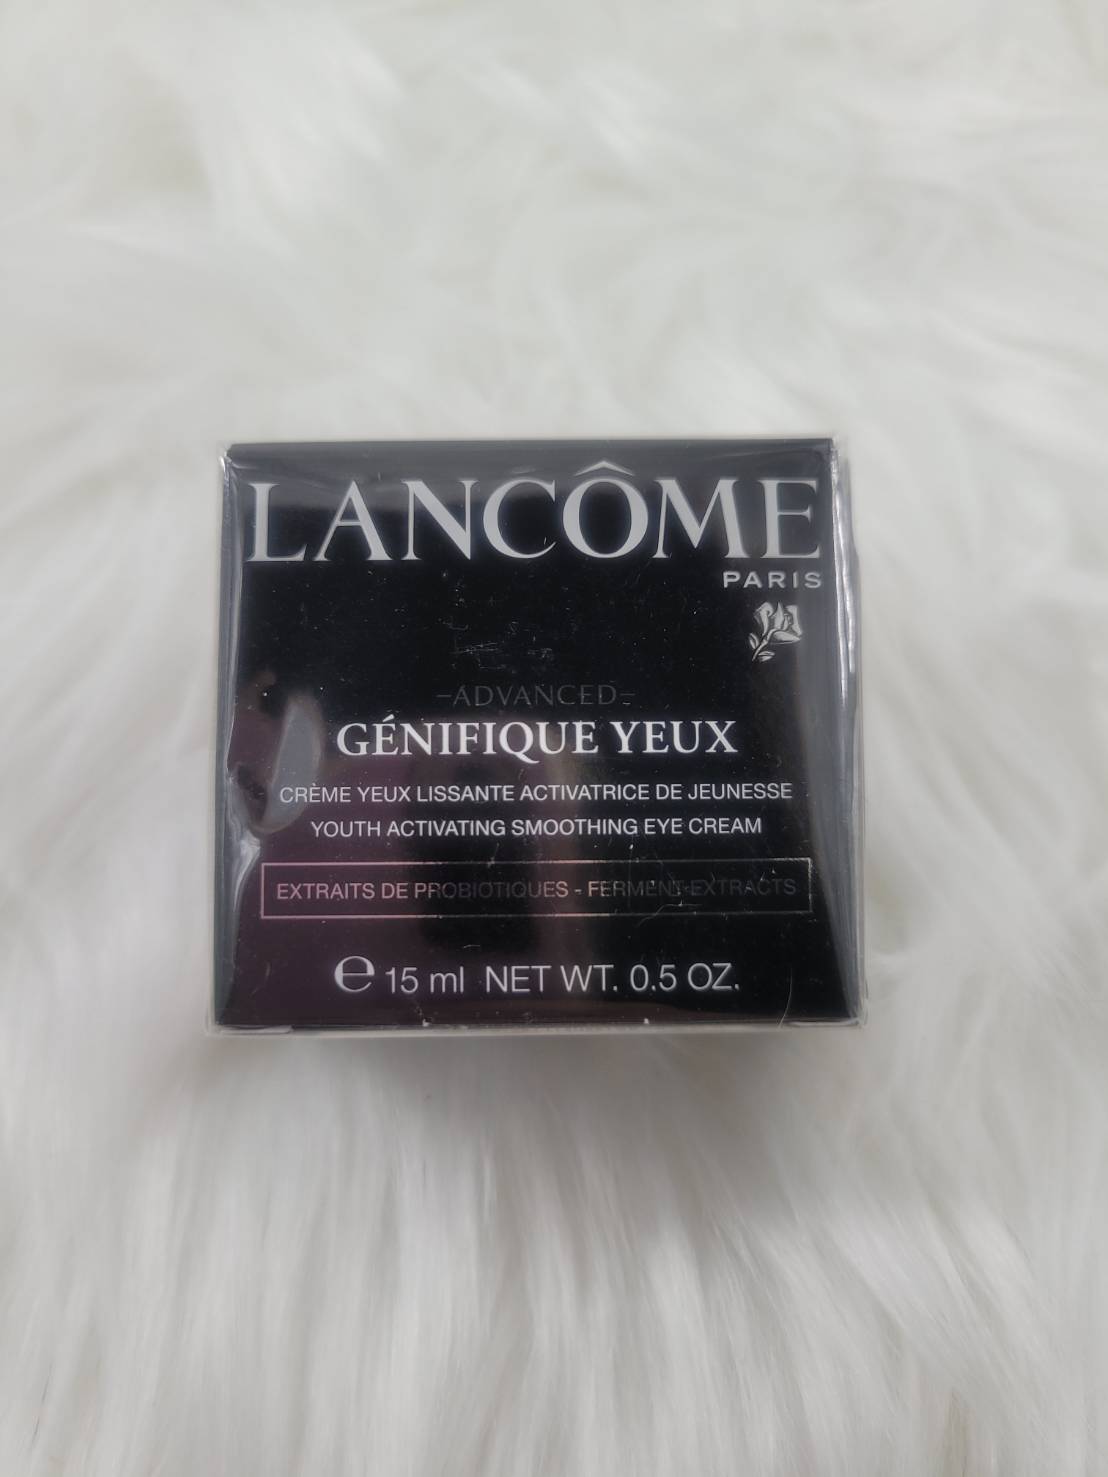 LANCÔME
PARIS
-ADVANCED-
GÉNIFIQUE YEUX
CRÈME YEUX LISSANTE ACTIVATRICE DE JEUNESSE
YOUTH ACTIVATING SMOOTHING EYE CREAM
EXTRAITS DE PROBIOTIQUES - FERMENT EXTRACTS
e 15 ml NET WT. 0.5 OZ.